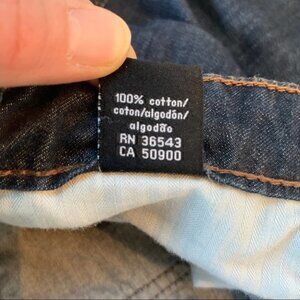 100% cotton/
coton/algodón/
algodão
RN 36543
CA 50900